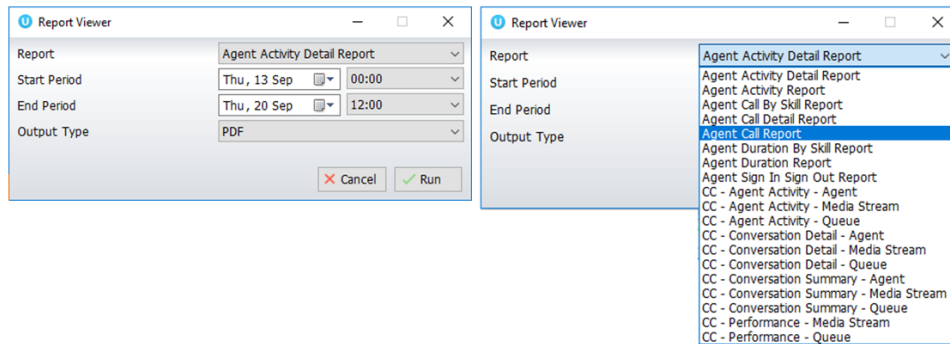 Report Viewer
Report Agent Activity Detail Report
Start Period Thu, 13 Sep 00:00
End Period Thu, 20 Sep 12:00
Output Type PDF
Cancel Run
Report Viewer
Report Agent Activity Detail Report
Start Period
End Period
Output Type
Agent Activity Detail Report
Agent Activity Report
Agent Call By Skill Report
Agent Call Detail Report
Agent Call Report
Agent Duration By Skill Report
Agent Duration Report
Agent Sign In Sign Out Report
CC - Agent Activity - Agent
CC - Agent Activity - Media Stream
CC - Agent Activity - Queue
CC - Conversation Detail - Agent
CC - Conversation Detail - Media Stream
CC - Conversation Detail - Queue
CC - Conversation Summary - Agent
CC - Conversation Summary - Media Stream
CC - Conversation Summary - Queue
CC - Performance - Media Stream
CC - Performance - Queue